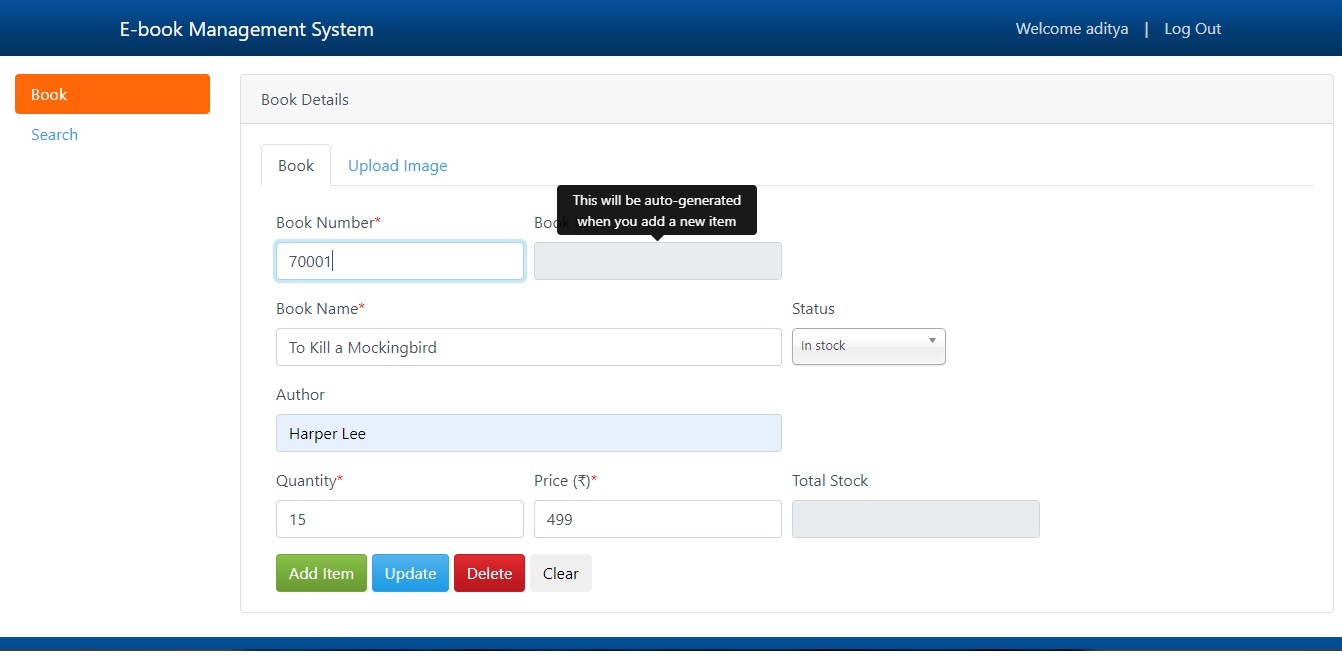 E-book Management System
Welcome aditya | Log Out
Book
Search
Book Details
Book Upload Image
This will be auto-generated
when you add a new item
Book Number*
70001
Book Name* Status
To Kill a Mockingbird In stock
Author
Harper Lee
Quantity* Price (₹)* Total Stock
15 499
Add Item Update Delete Clear